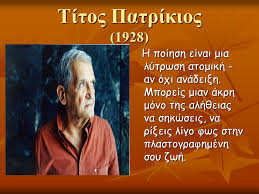 Τίτος Πατρίκιος
(1928)
Η ποίηση είναι μια
λύτρωση ατομική -
αν όχι ανάδειξη.
Μπορείς μιαν άκρη
μόνο της αλήθειας
να σηκώσεις, να
ρίξεις λίγο φως στην
πλαστογραφημένη
σου ζωή.